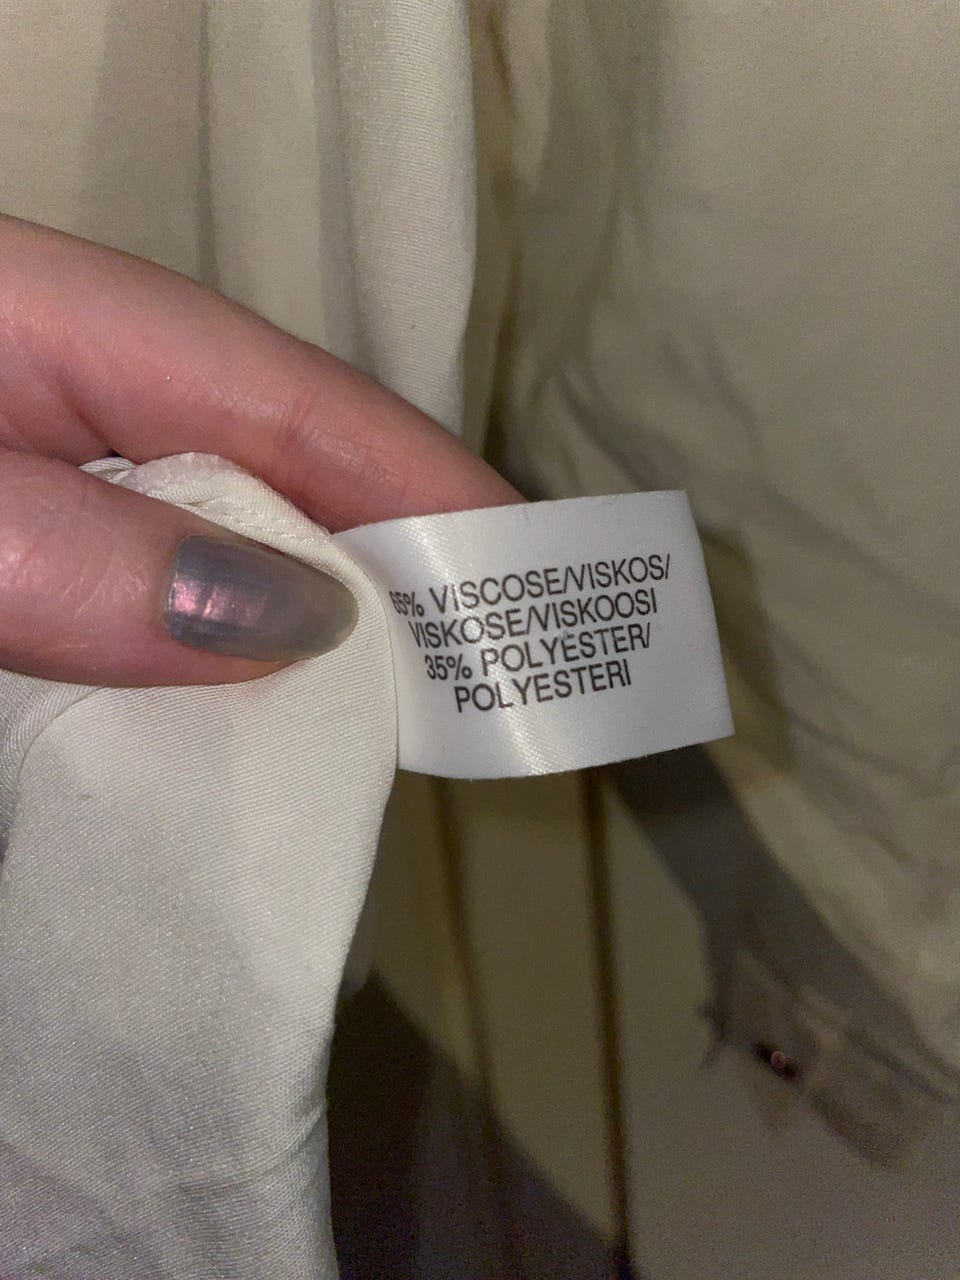 65% VISCOSE/VISKOS/
VISKOSE/VISKOOSI
35% POLYESTER/
POLYESTERI